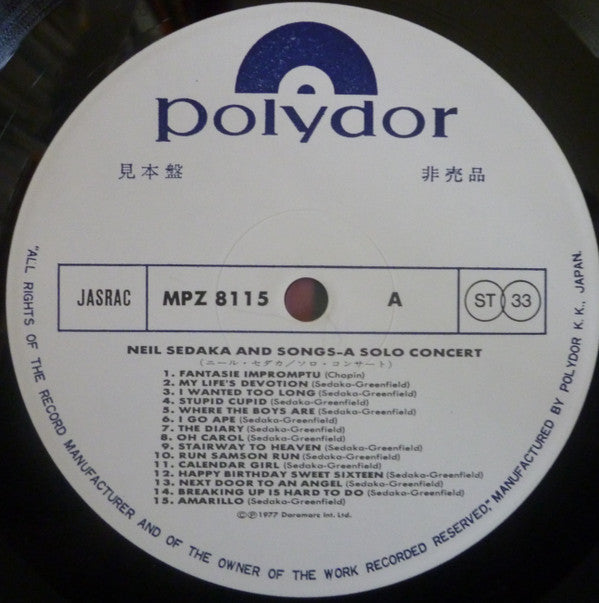 polydor
見本盤 非売品
JASRAC MPZ 8115 A ST 33
NEIL SEDAKA AND SONGS-A SOLO CONCERT
(ニール・セダカ/ソロ・コンサート)
1. FANTASIE IMPROMPTU (Chopin)
2. MY LIFE'S DEVOTION (Sedaka-Greenfield)
3. I WANTED TOO LONG (Sedaka-Greenfield)
4. STUPID CUPID (Sedaka-Greenfield)
5. WHERE THE BOYS ARE (Sedaka-Greenfield)
6. I GO APE (Sedaka-Greenfield)
7. THE DIARY (Sedaka-Greenfield)
8. OH CAROL (Sedaka-Greenfield)
9. STAIRWAY TO HEAVEN (Sedaka-Greenfield)
10. RUN SAMSON RUN (Sedaka-Greenfield)
11. CALENDAR GIRL (Sedaka-Greenfield)
12. HAPPY BIRTHDAY SWEET SIXTEEN (Sedaka-Greenfield)
13. NEXT DOOR TO AN ANGEL (Sedaka-Greenfield)
14. BREAKING UP IS HARD TO DO (Sedaka-Greenfield)
15. AMARILLO (Sedaka-Greenfield)
©℗1977 Doramarc Int. Ltd.
"ALL RIGHTS OF THE RECORD MANUFACTURER AND OF THE OWNER OF THE WORK RECORDED RESERVED," MANUFACTURED BY POLYDOR K.K., JAPAN.